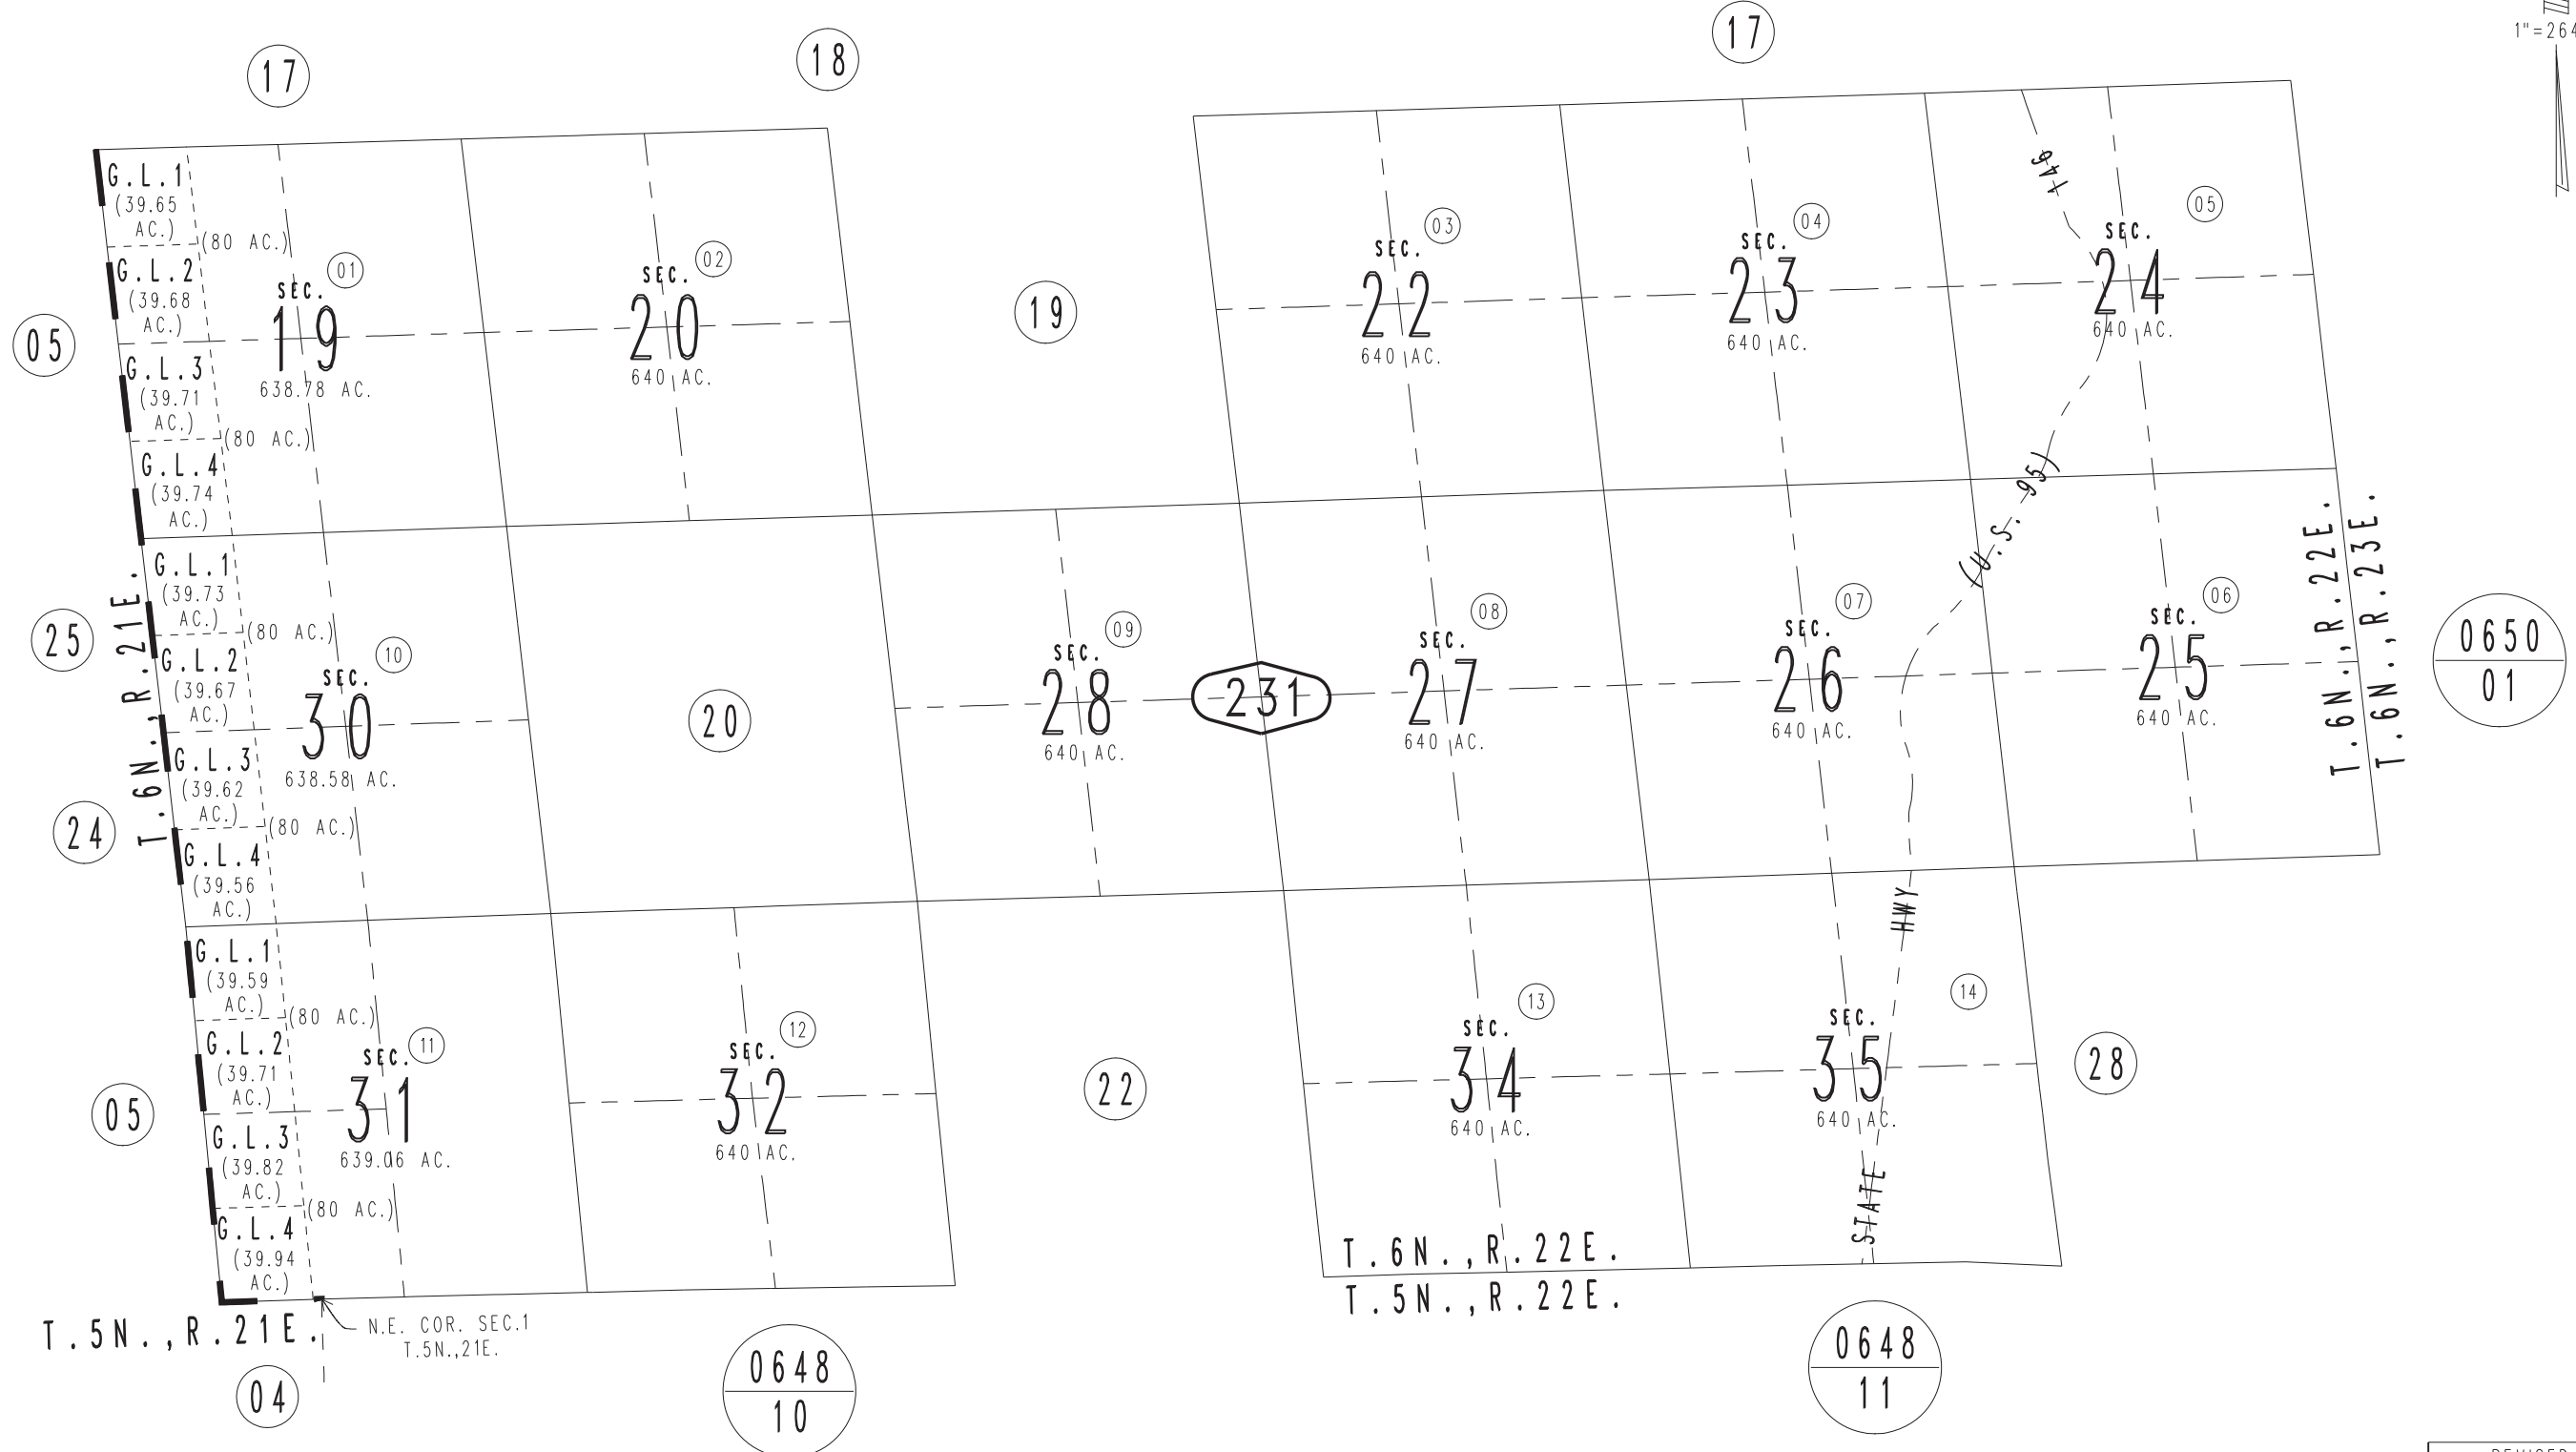 17
18
17
1"=264
G.L.1
(39.65
AC.)
(80 AC.)
G.L.2
(39.68
AC.)
SEC.
01
19
638.78 AC.
G.L.3
(39.71
AC.)
(80 AC.)
G.L.4
(39.74
AC.)
05
SEC.
02
20
640 AC.
19
SEC.
03
22
640 AC.
SEC.
04
23
640 AC.
146
SEC.
05
24
640 AC.
(U.S. 95)
T.6N.,R.21E.
25
24
G.L.1
(39.73
AC.)
(80 AC.)
G.L.2
(39.67
AC.)
SEC.
10
30
638.58 AC.
G.L.3
(39.62
AC.)
(80 AC.)
G.L.4
(39.56
AC.)
20
SEC.
09
28
640 AC.
231
SEC.
08
27
640 AC.
SEC.
07
26
640 AC.
SEC.
06
25
640 AC.
T.6N.,R.22E.
T.6N.,R.23E.
0650
01
HWY
G.L.1
(39.59
AC.)
(80 AC.)
G.L.2
(39.71
AC.)
SEC.
11
31
639.06 AC.
G.L.3
(39.82
AC.)
(80 AC.)
G.L.4
(39.94
AC.)
05
SEC.
12
32
640 AC.
22
SEC.
13
34
640 AC.
SEC.
14
35
640 AC.
28
STATE
T.6N.,R.22E.
T.5N.,R.22E.
T.5N.,R.21E.
N.E. COR. SEC.1
T.5N.,21E.
04
0648
10
0648
11